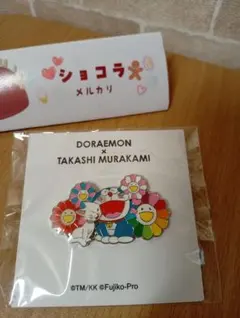 ショコラ
メルカリ
DORAEMON
×
TAKASHI MURAKAMI
©TM/KK ©Fujiko-Pro